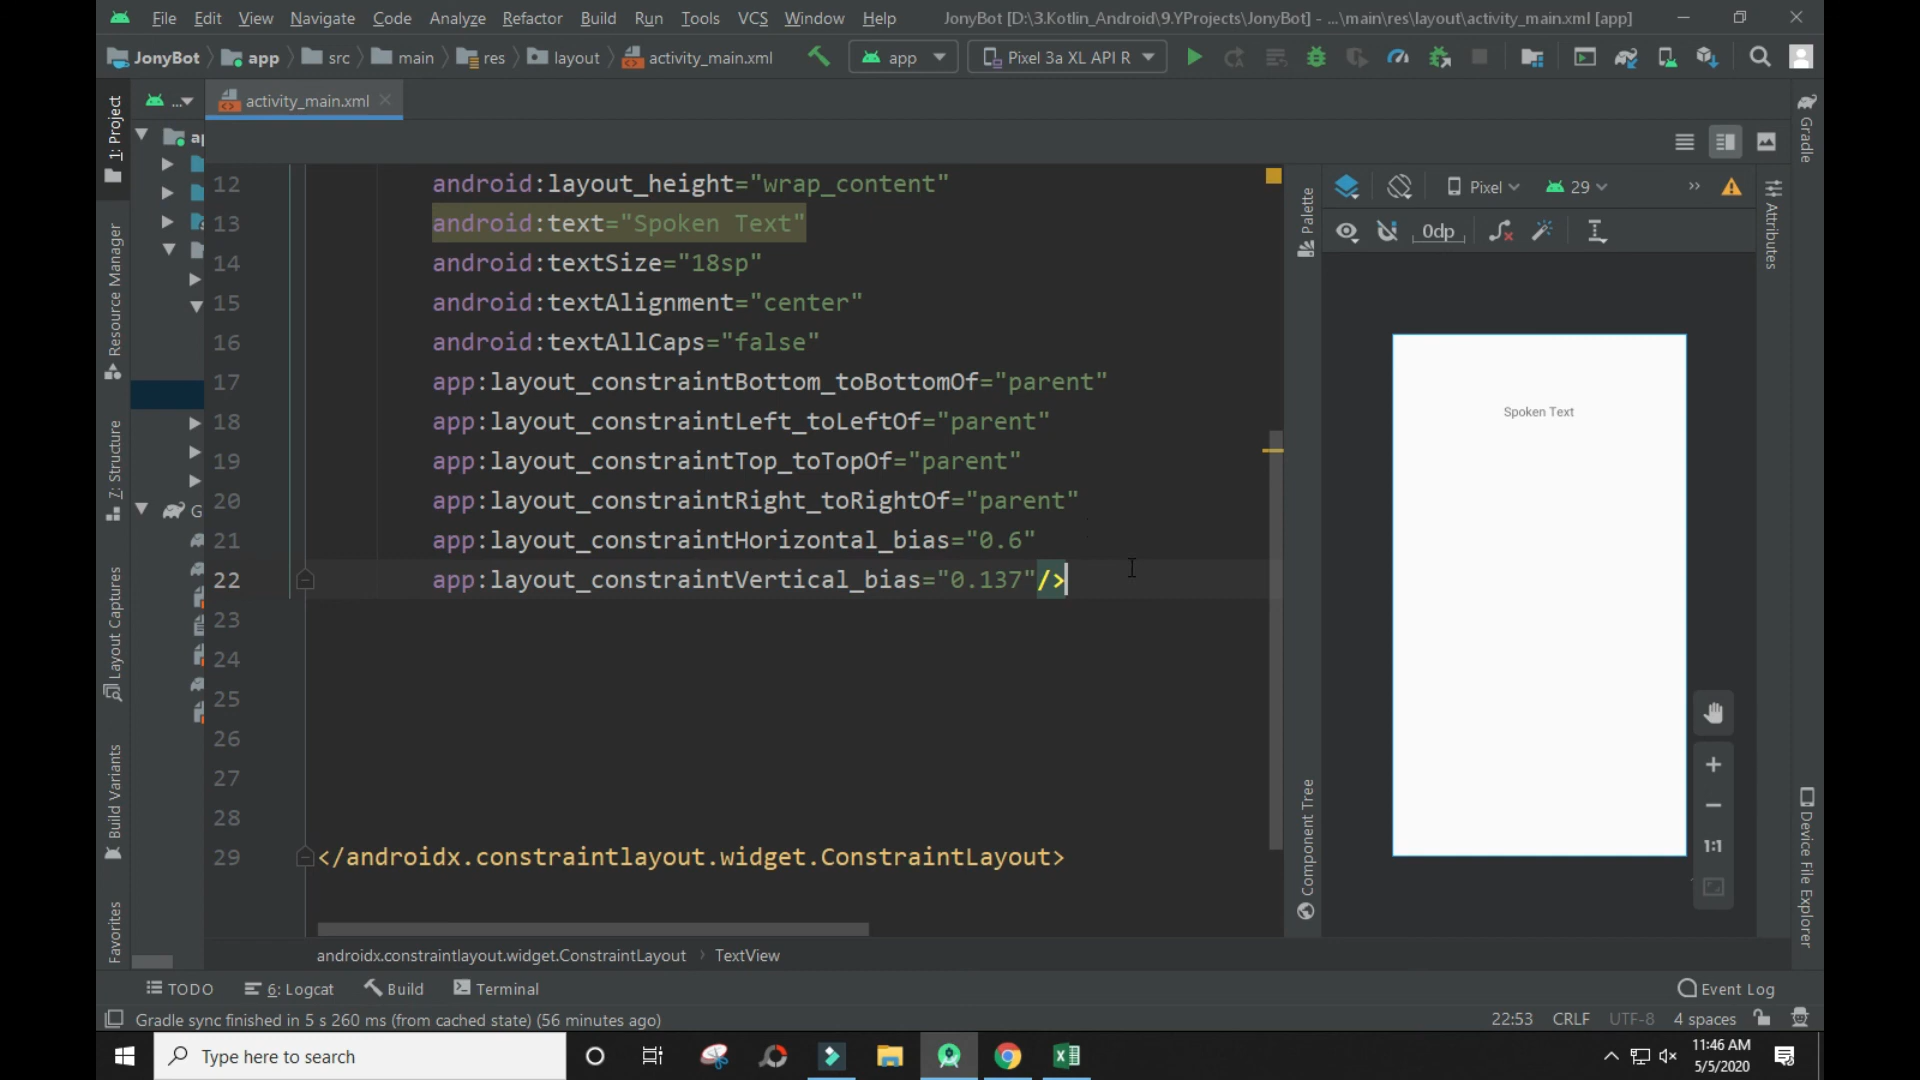 File Edit View Navigate Code Analyze Refactor Build Run Tools VCS Window Help JonyBot [D:\3.Kotlin_Android\9.YProjects\JonyBot] - ...\main\res\layout\activity_main.xml [app]
JonyBot app src main res layout activity_main.xml app Pixel 3a XL API R
1: Project
Resource Manager
7: Structure
Layout Captures
Build Variants
Favorites
...
ap
G
activity_main.xml
12 android:layout_height="wrap_content"
13 android:text="Spoken Text"
14 android:textSize="18sp"
15 android:textAlignment="center"
16 android:textAllCaps="false"
17 app:layout_constraintBottom_toBottomOf="parent"
18 app:layout_constraintLeft_toLeftOf="parent"
19 app:layout_constraintTop_toTopOf="parent"
20 app:layout_constraintRight_toRightOf="parent"
21 app:layout_constraintHorizontal_bias="0.6"
22 app:layout_constraintVertical_bias="0.137"/>
23
24
25
26
27
28
29 </androidx.constraintlayout.widget.ConstraintLayout>
androidx.constraintlayout.widget.ConstraintLayout TextView
Palette
Component Tree
Pixel 29 »
0dp
Spoken Text
1:1
Gradle
Attributes
Device File Explorer
TODO 6: Logcat Build Terminal Event Log
Gradle sync finished in 5 s 260 ms (from cached state) (56 minutes ago) 22:53 CRLF UTF-8 4 spaces
Type here to search
11:46 AM
5/5/2020